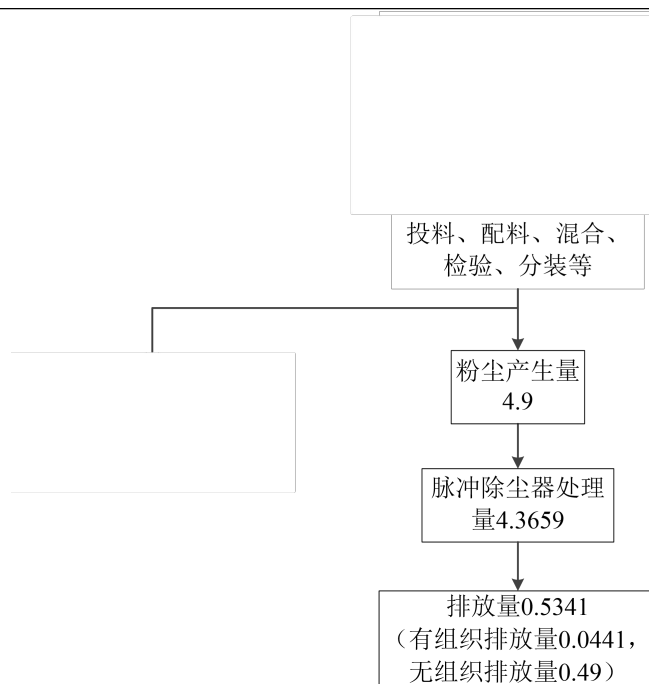 投料、配料、混合、
检验、分装等
粉尘产生量
4.9
脉冲除尘器处理
量4.3659
排放量0.5341
（有组织排放量0.0441，
无组织排放量0.49）